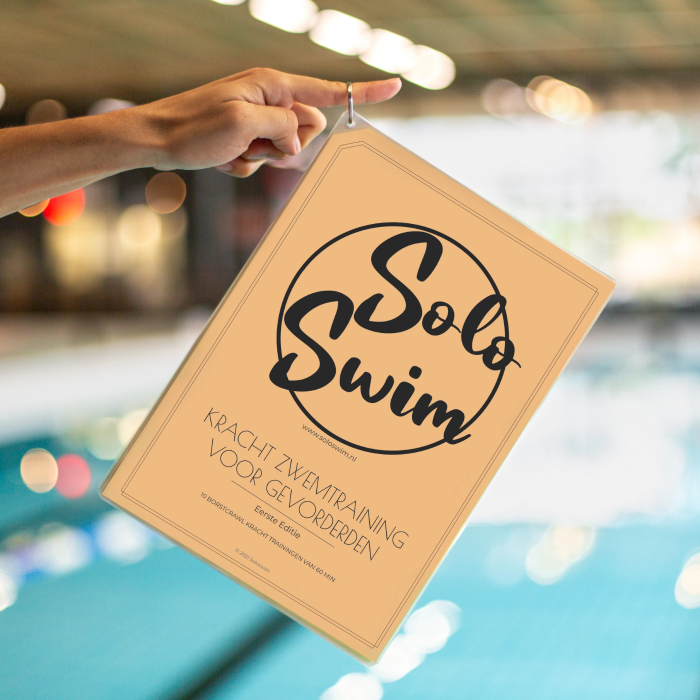 Solo
Swim
www.soloswim.nl
KRACHT ZWEMTRAINING
VOOR GEVORDERDEN
Eerste Editie
10 BORSTCRAWL KRACHT TRAININGEN VAN 60 MIN
© 2021 Soloswim